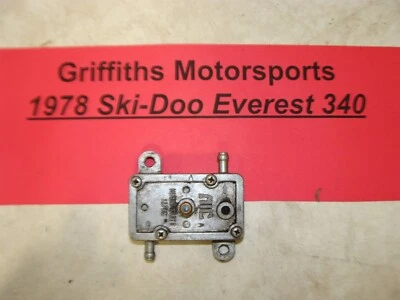 Griffiths Motorsports
1978 Ski-Doo Everest 340